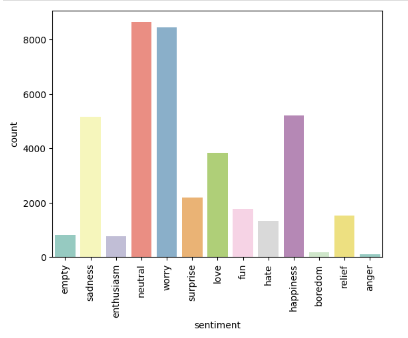 8000
6000
4000
2000
0
count
empty
sadness
enthusiasm
neutral
worry
surprise
love
fun
hate
happiness
boredom
relief
anger
sentiment